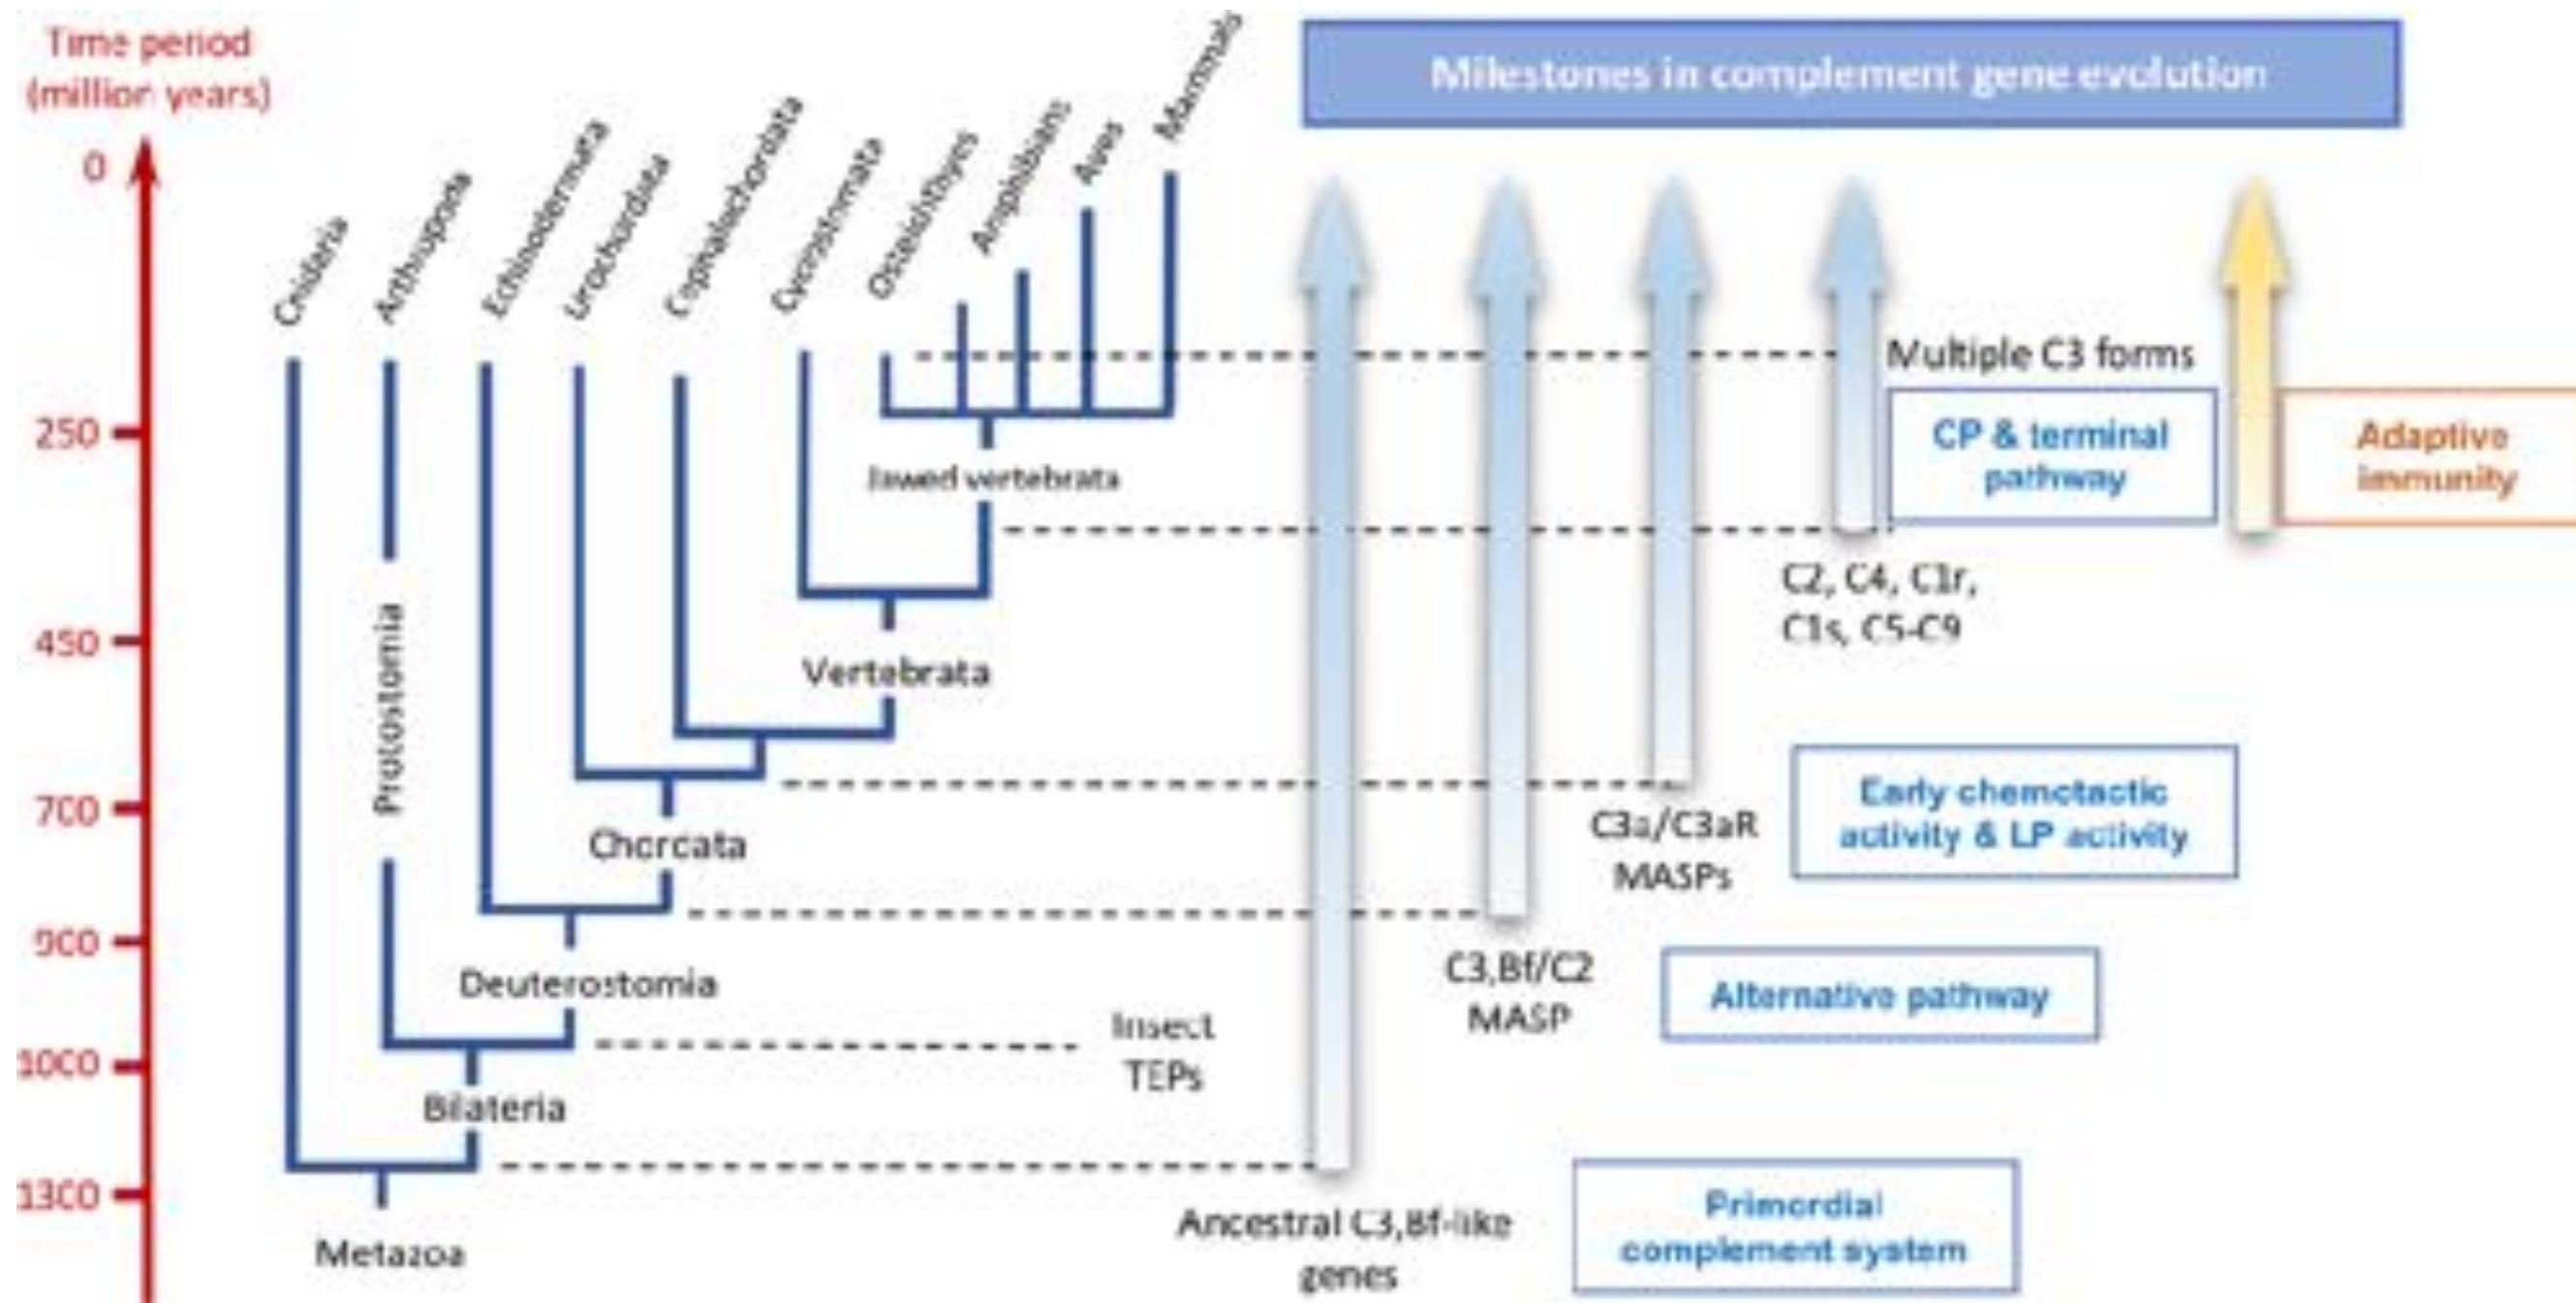 Time period
(million years)
0
250
450
700
900
1000
1300
Cnidaria
Arthropoda
Echinodermata
Urochordata
Cephalochordata
Cyclostomata
Osteichthyes
Amphibians
Aves
Mammals
Protostomia
Jawed vertebrata
Vertebrata
Chordata
Deuterostomia
Bilateria
Metazoa
Milestones in complement gene evolution
Multiple C3 forms
CP & terminal
pathway
Adaptive
immunity
C2, C4, C1r,
C1s, C5-C9
Early chemotactic
activity & LP activity
C3a/C3aR
MASPs
C3,Bf/C2
MASP
Alternative pathway
Insect
TEPs
Ancestral C3,Bf-like
genes
Primordial
complement system